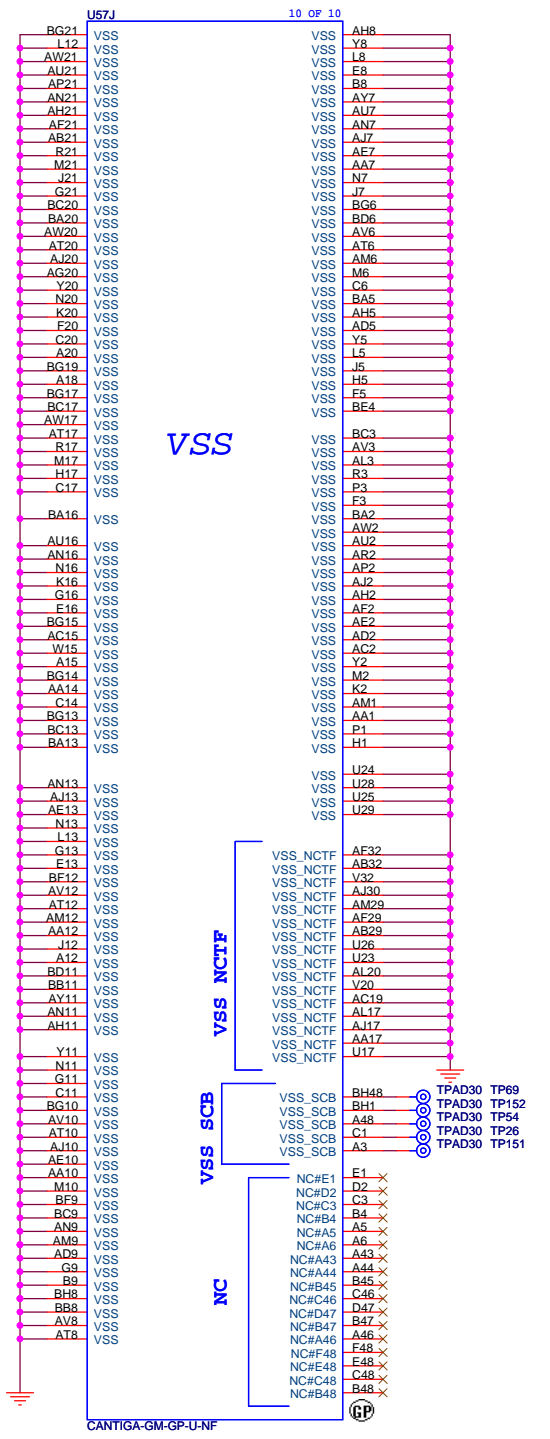 U57J 10 OF 10
BG21 VSS VSS AH8
L12 VSS VSS Y8
AW21 VSS VSS L8
AU21 VSS VSS E8
AP21 VSS VSS B8
AN21 VSS VSS AY7
AH21 VSS VSS AU7
AF21 VSS VSS AN7
AB21 VSS VSS AJ7
R21 VSS VSS AE7
M21 VSS VSS AA7
J21 VSS VSS N7
G21 VSS VSS J7
BC20 VSS VSS BG6
BA20 VSS VSS BD6
AW20 VSS VSS AV6
AT20 VSS VSS AT6
AJ20 VSS VSS AM6
AG20 VSS VSS M6
Y20 VSS VSS C6
N20 VSS VSS BA5
K20 VSS VSS AH5
F20 VSS VSS AD5
C20 VSS VSS Y5
A20 VSS VSS L5
BG19 VSS VSS J5
A18 VSS VSS H5
BG17 VSS VSS F5
BC17 VSS VSS BE4
AW17 VSS
AT17 VSS VSS BC3
VSS
R17 VSS VSS AV3
M17 VSS VSS AL3
H17 VSS VSS R3
C17 VSS VSS P3
VSS F3
BA16 VSS VSS BA2
VSS AW2
AU16 VSS VSS AU2
AN16 VSS VSS AR2
N16 VSS VSS AP2
K16 VSS VSS AJ2
G16 VSS VSS AH2
E16 VSS VSS AF2
BG15 VSS VSS AE2
AC15 VSS VSS AD2
W15 VSS VSS AC2
A15 VSS VSS Y2
BG14 VSS VSS M2
AA14 VSS VSS K2
C14 VSS VSS AM1
BG13 VSS VSS AA1
BC13 VSS VSS P1
BA13 VSS VSS H1
VSS U24
AN13 VSS VSS U28
AJ13 VSS VSS U25
AE13 VSS VSS U29
N13 VSS
L13 VSS
G13 VSS VSS_NCTF AF32
E13 VSS VSS_NCTF AB32
BF12 VSS VSS_NCTF V32
AV12 VSS VSS_NCTF AJ30
AT12 VSS VSS_NCTF AM29
AM12 VSS VSS_NCTF AF29
AA12 VSS VSS_NCTF AB29
J12 VSS VSS_NCTF U26
A12 VSS VSS_NCTF U23
BD11 VSS VSS_NCTF AL20
BB11 VSS VSS_NCTF V20
AY11 VSS VSS_NCTF AC19
AN11 VSS VSS_NCTF AL17
AH11 VSS VSS_NCTF AJ17
VSS_NCTF AA17
Y11 VSS VSS_NCTF U17
VSS NCTF
N11 VSS
G11 VSS
C11 VSS VSS_SCB BH48 TPAD30 TP69
BG10 VSS VSS_SCB BH1 TPAD30 TP152
AV10 VSS VSS_SCB A48 TPAD30 TP54
AT10 VSS VSS_SCB C1 TPAD30 TP26
AJ10 VSS VSS_SCB A3 TPAD30 TP151
VSS SCB
AE10 VSS
AA10 VSS NC#E1 E1
M10 VSS NC#D2 D2
BF9 VSS NC#C3 C3
BC9 VSS NC#B4 B4
AN9 VSS NC#A5 A5
AM9 VSS NC#A6 A6
AD9 VSS NC#A43 A43
G9 VSS NC#A44 A44
B9 VSS NC#B45 B45
BH8 VSS NC#C46 C46
BB8 VSS NC#D47 D47
AV8 VSS NC#B47 B47
AT8 VSS NC#A46 A46
NC#F48 F48
NC#E48 E48
NC#C48 C48
NC#B48 B48
NC
GP
CANTIGA-GM-GP-U-NF